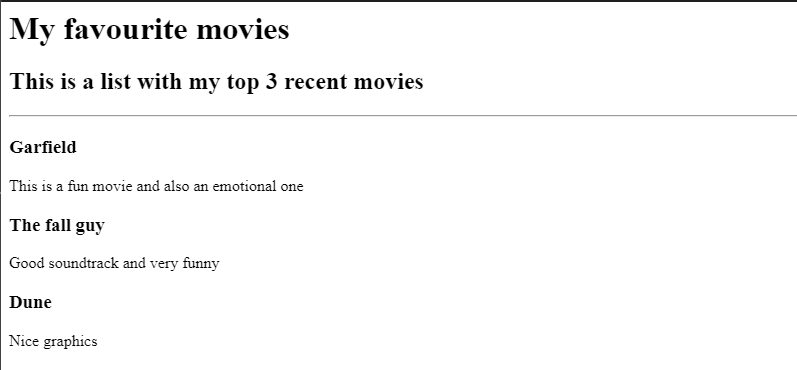 My favourite movies
This is a list with my top 3 recent movies
Garfield
This is a fun movie and also an emotional one
The fall guy
Good soundtrack and very funny
Dune
Nice graphics